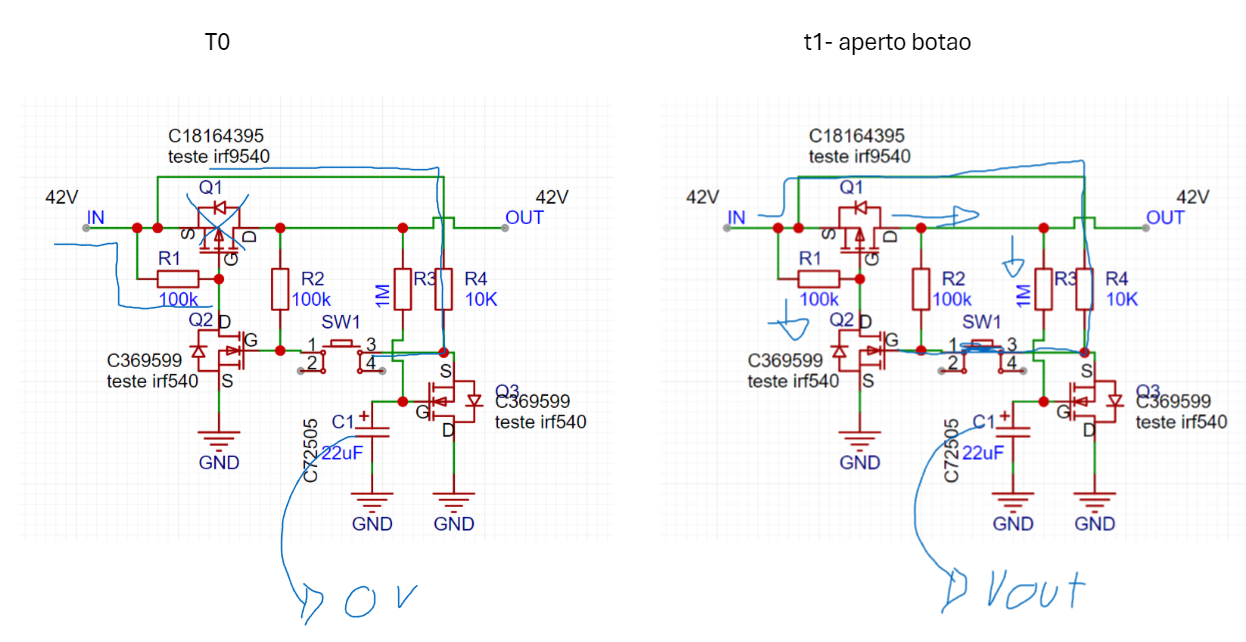 T0
t1- aperto botao
C18164395
teste irf9540
42V
Q1
42V
IN
OUT
S
D
G
R1
100k
R2
100k
1M
R3
R4
10K
Q2
D
G
S
SW1
1
3
2
4
C369599
teste irf540
S
Q3
C369599
teste irf540
G
D
C1
+
22uF
C72505
GND
GND
GND
0V
C18164395
teste irf9540
42V
Q1
42V
IN
OUT
S
D
G
R1
100k
R2
100k
1M
R3
R4
10K
Q2
D
G
S
SW1
1
3
2
4
C369599
teste irf540
S
Q3
C369599
teste irf540
G
D
C1
+
22uF
C72505
GND
GND
GND
Vout